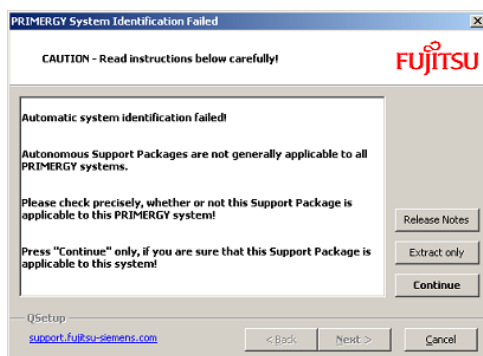 PRIMERGY System Identification Failed
CAUTION - Read instructions below carefully!
FUJITSU
Automatic system identification failed!
Autonomous Support Packages are not generally applicable to all
PRIMERGY systems.
Please check precisely, whether or not this Support Package is
applicable to this PRIMERGY system!
Press "Continue" only, if you are sure that this Support Package is
applicable to this system!
Release Notes
Extract only
Continue
QSetup
support.fujitsu-siemens.com
< Back
Next >
Cancel